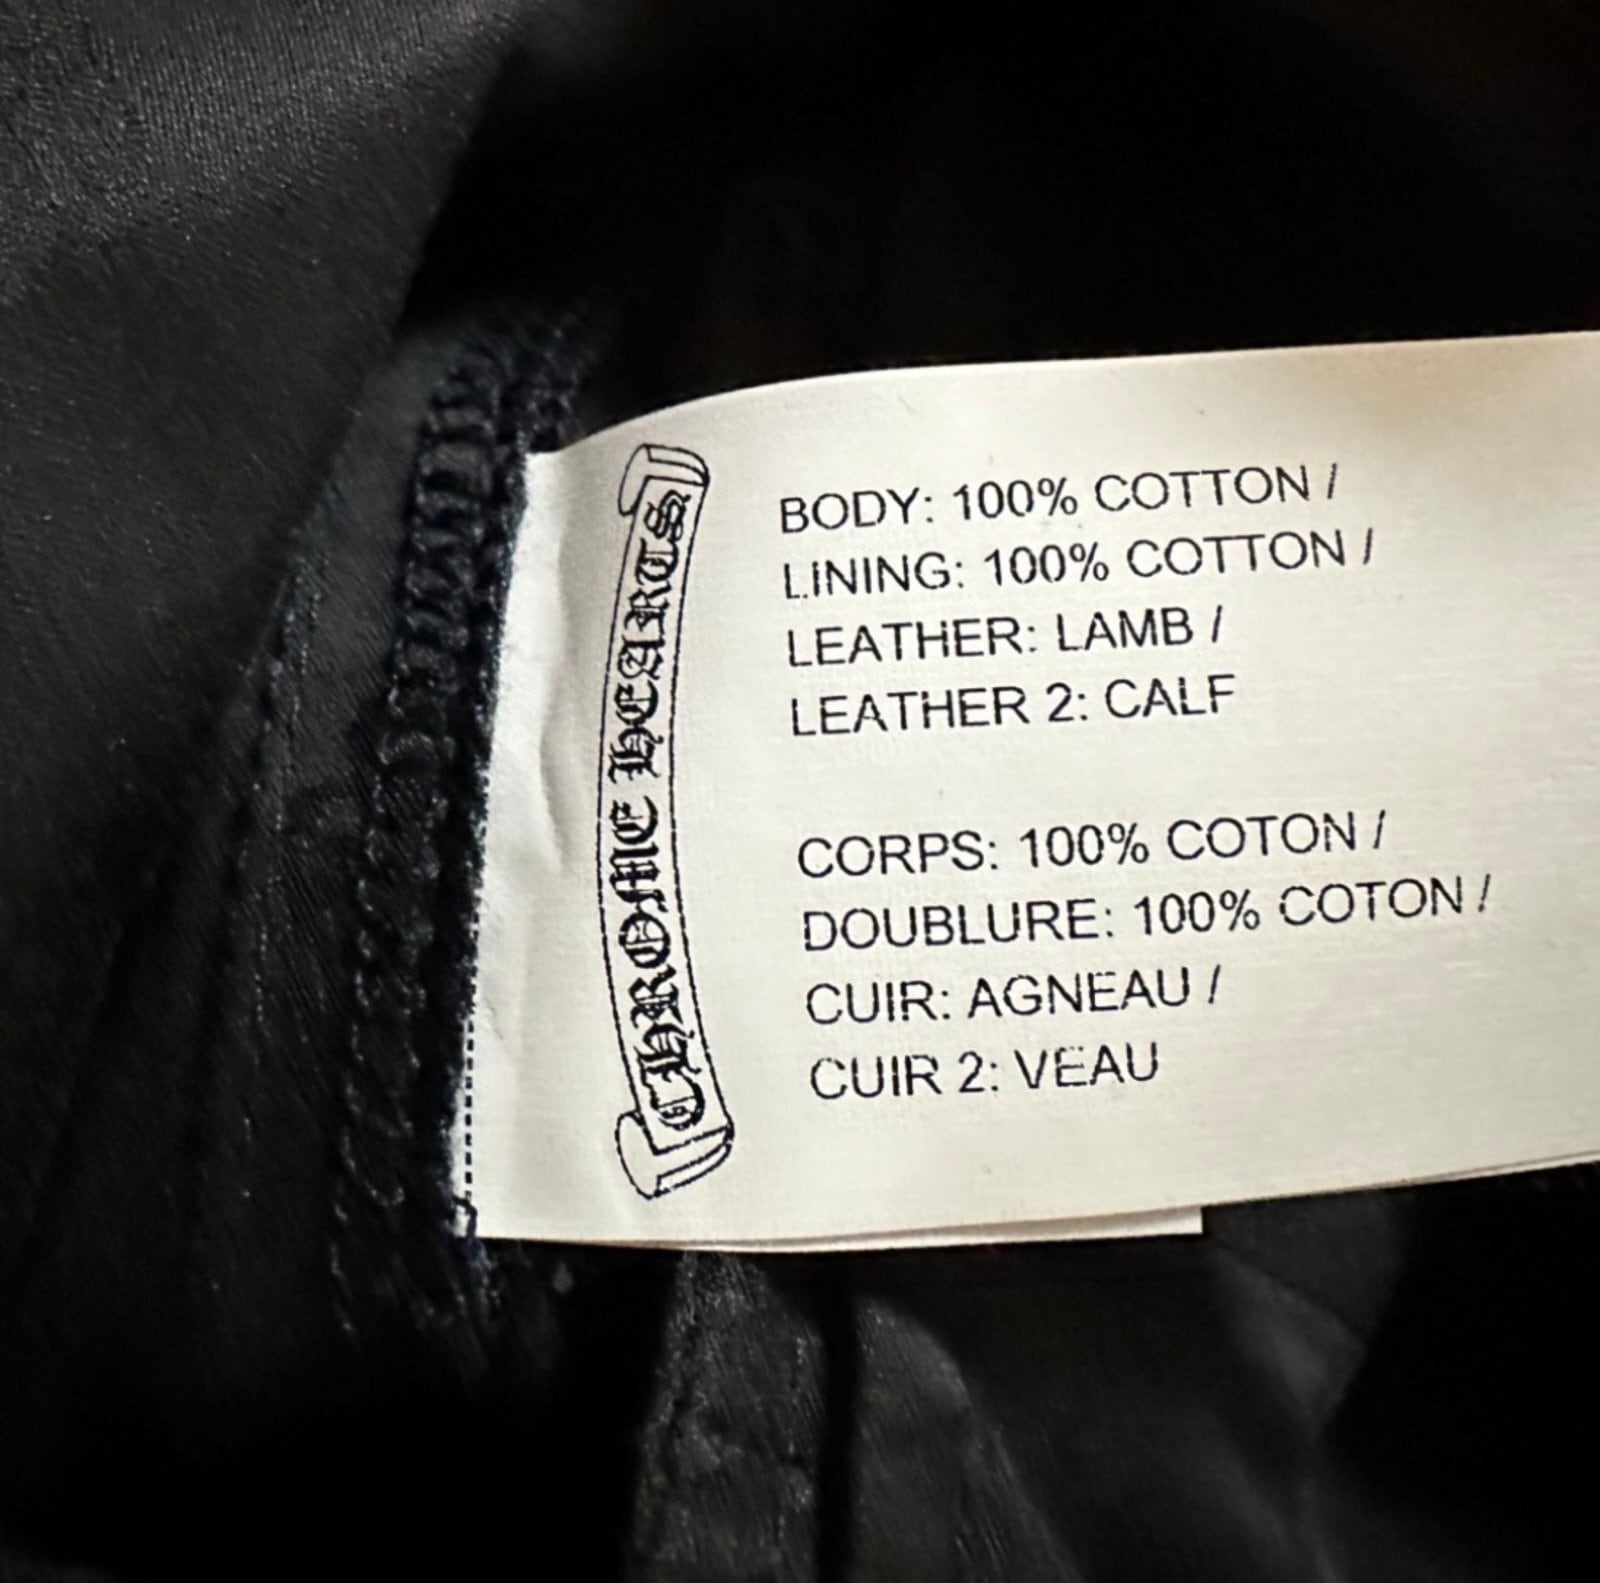 CHROME HEARTS
BODY: 100% COTTON /
LINING: 100% COTTON /
LEATHER: LAMB /
LEATHER 2: CALF
CORPS: 100% COTON /
DOUBLURE: 100% COTON /
CUIR: AGNEAU /
CUIR 2: VEAU